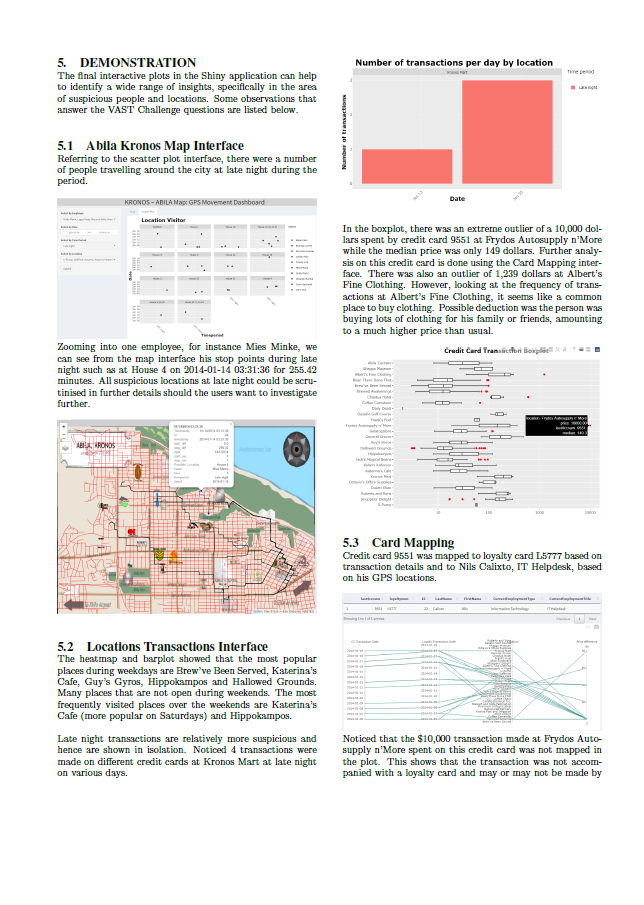 5. DEMONSTRATION
The final interactive plots in the Shiny application can help
to identify a wide range of insights, specifically in the area
of suspicious people and locations. Some observations that
answer the VAST Challenge questions are listed below.
5.1 Abila Kronos Map Interface
Referring to the scatter plot interface, there were a number
of people travelling around the city at late night during the
period.
KRONOS – ABILA Map: GPS Movement Dashboard
Location Visitor
Date
Timeperiod
Zooming into one employee, for instance Mies Minke, we
can see from the map interface his stop points during late
night such as at House 4 on 2014-01-14 03:31:36 for 255.42
minutes. All suspicious locations at late night could be scru-
tinised in further details should the users want to investigate
further.
ABILA, KRONOS
5.2 Locations Transactions Interface
The heatmap and barplot showed that the most popular
places during weekdays are Brew've Been Served, Katerina's
Cafe, Guy's Gyros, Hippokampos and Hallowed Grounds.
Many places that are not open during weekends. The most
frequently visited places over the weekends are Katerina's
Cafe (more popular on Saturdays) and Hippokampos.
Late night transactions are relatively more suspicious and
hence are shown in isolation. Noticed 4 transactions were
made on different credit cards at Kronos Mart at late night
on various days.
Number of transactions per day by location
Kronos Mart
Time period
Late night
Number of transactions
Date
In the boxplot, there was an extreme outlier of a 10,000 dol-
lars spent by credit card 9551 at Frydos Autosupply n'More
while the median price was only 149 dollars. Further analy-
sis on this credit card is done using the Card Mapping inter-
face. There was also an outlier of 1,239 dollars at Albert's
Fine Clothing. However, looking at the frequency of trans-
actions at Albert's Fine Clothing, it seems like a common
place to buy clothing. Possible deduction was the person was
buying lots of clothing for his family or friends, amounting
to a much higher price than usual.
Credit Card Transaction Boxplot
5.3 Card Mapping
Credit card 9551 was mapped to loyalty card L5777 based on
transaction details and to Nils Calixto, IT Helpdesk, based
on his GPS locations.
Noticed that the $10,000 transaction made at Frydos Auto-
supply n'More spent on this credit card was not mapped in
the plot. This shows that the transaction was not accom-
panied with a loyalty card and may or may not be made by